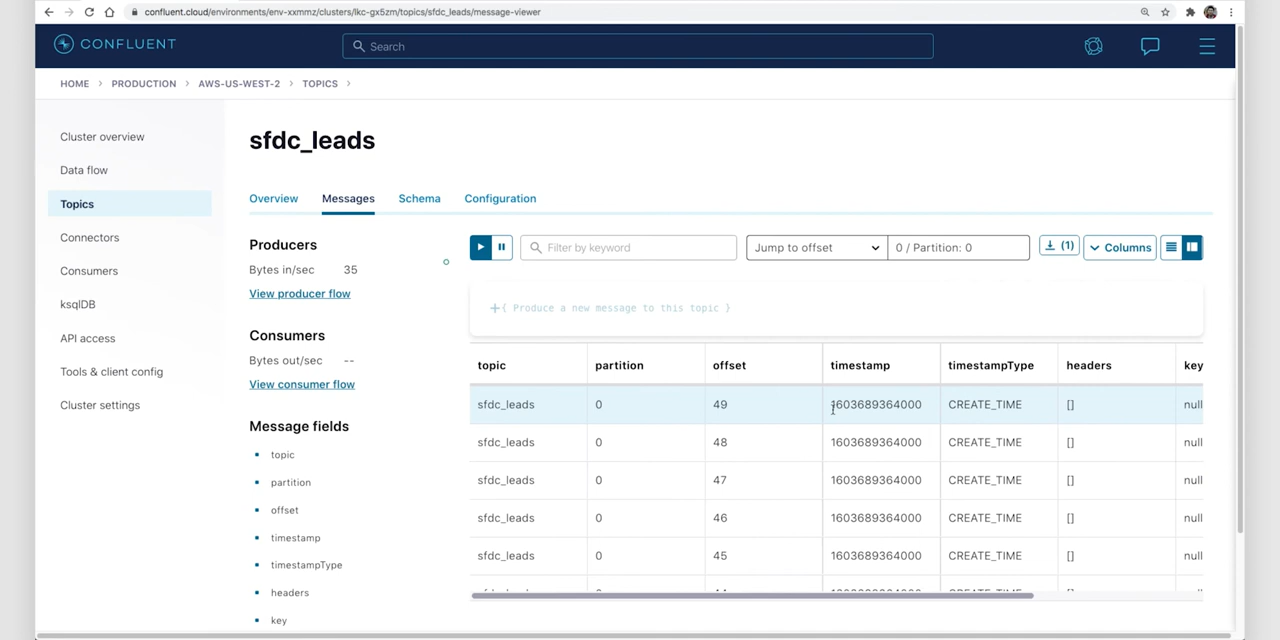 confluent.cloud/environments/env-xxmmz/clusters/lkc-gx5zm/topics/sfdc_leads/message-viewer
CONFLUENT
Search
HOME > PRODUCTION > AWS-US-WEST-2 > TOPICS >
Cluster overview
Data flow
Topics
Connectors
Consumers
ksqlDB
API access
Tools & client config
Cluster settings
sfdc_leads
Overview Messages Schema Configuration
Producers
Bytes in/sec 35
View producer flow
Consumers
Bytes out/sec --
View consumer flow
Message fields
topic
partition
offset
timestamp
timestampType
headers
key
Filter by keyword Jump to offset 0 / Partition: 0 (1) Columns
+{ Produce a new message to this topic }
topic partition offset timestamp timestampType headers key
sfdc_leads 0 49 1603689364000 CREATE_TIME [] null
sfdc_leads 0 48 1603689364000 CREATE_TIME [] null
sfdc_leads 0 47 1603689364000 CREATE_TIME [] null
sfdc_leads 0 46 1603689364000 CREATE_TIME [] null
sfdc_leads 0 45 1603689364000 CREATE_TIME [] null